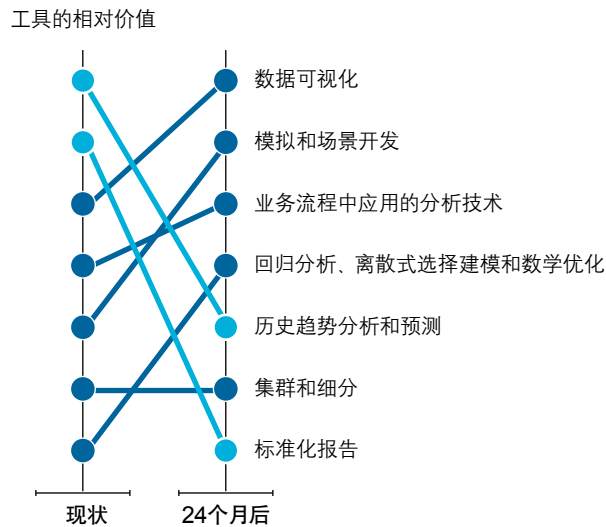 工具的相对价值
数据可视化
模拟和场景开发
业务流程中应用的分析技术
回归分析、离散式选择建模和数学优化
历史趋势分析和预测
集群和细分
标准化报告
现状
24个月后